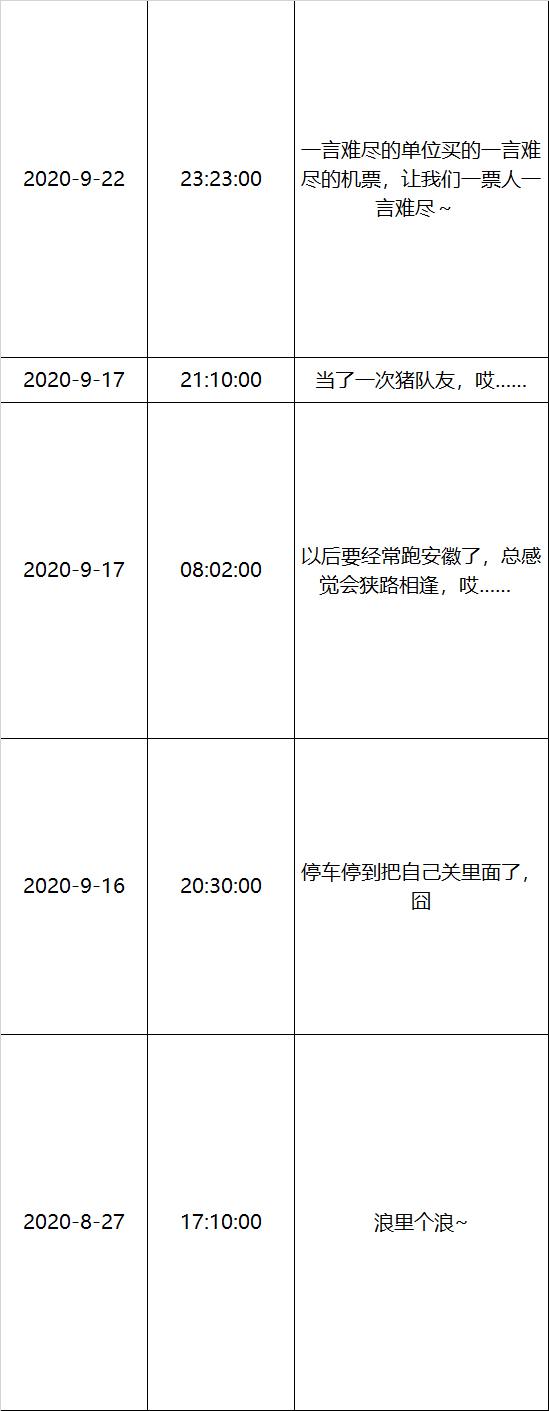 一言难尽的单位买的一言难
2020-9-22 23:23:00 尽的机票，让我们一票人一
言难尽～
2020-9-17 21:10:00 当了一次猪队友，哎……
以后要经常跑安徽了，总感
2020-9-17 08:02:00 觉会狭路相逢，哎……
停车停到把自己关里面了，
2020-9-16 20:30:00 囧
2020-8-27 17:10:00 浪里个浪~